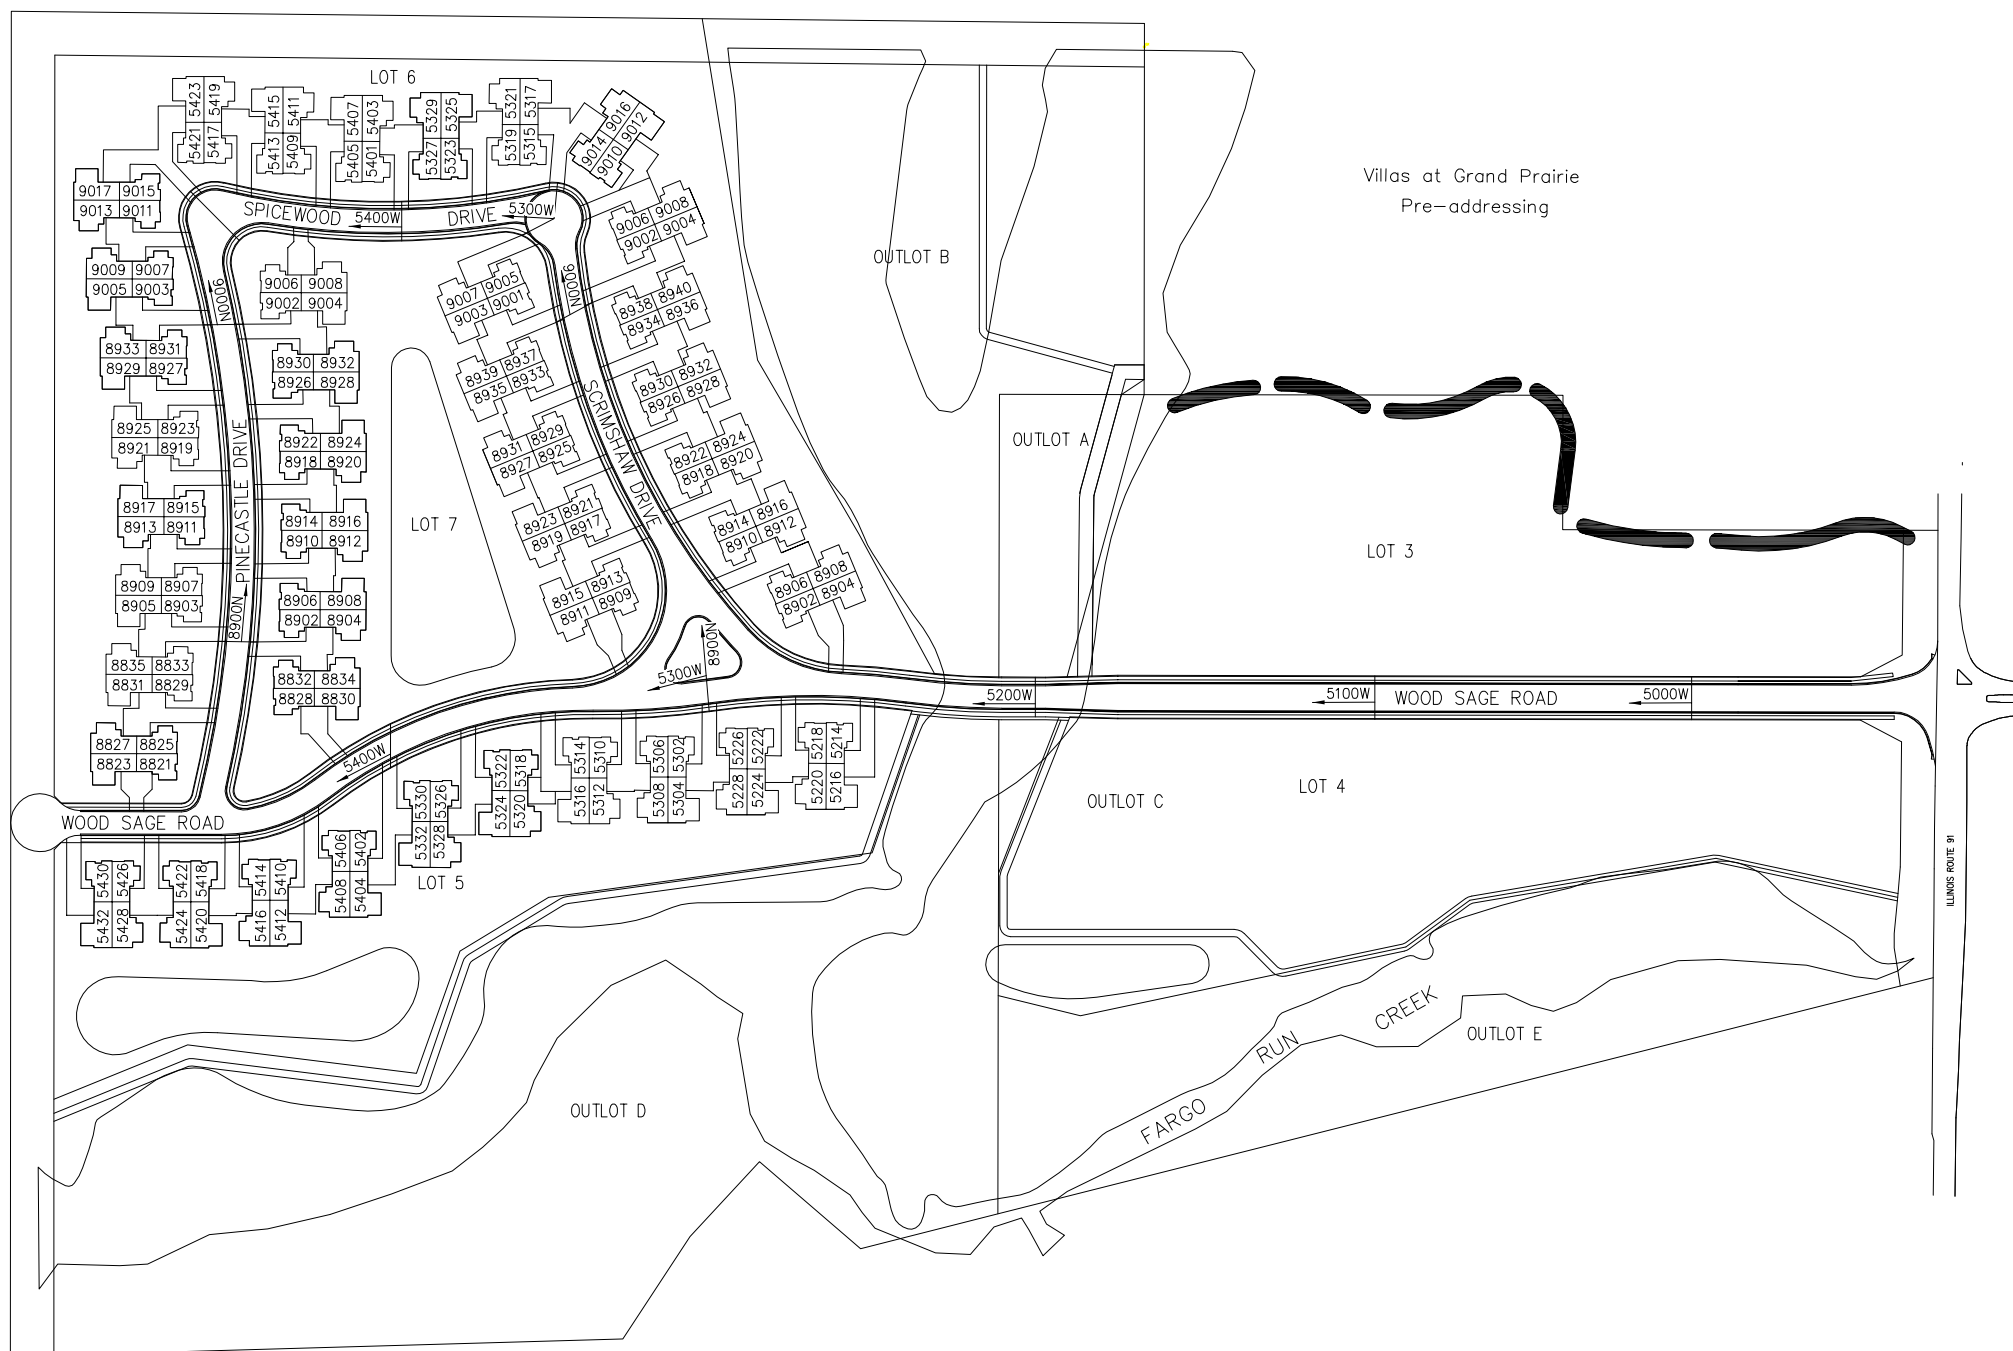 LOT 6
5423 5419
5421 5417
5415 5411
5413 5409
5407 5403
5405 5401
5329 5325
5327 5323
5321 5317
5319 5315
9014 9016
9010 9012
Villas at Grand Prairie
Pre-addressing
9017 9015
9013 9011
SPICEWOOD 5400W DRIVE 5300W
9006 9008
9002 9004
OUTLOT B
9009 9007
9005 9003
9000N
9006 9008
9002 9004
9007 9005
9003 9001
9000N
8938 8940
8934 8936
8933 8931
8929 8927
8930 8932
8926 8928
8939 8937
8935 8933
8930 8932
8926 8928
SCRIMSHAW DRIVE
8925 8923
8921 8919
PINECASTLE DRIVE
8922 8924
8918 8920
8931 8929
8927 8925
8922 8924
8918 8920
OUTLOT A
8917 8915
8913 8911
8914 8916
8910 8912
LOT 7
8923 8921
8919 8917
8914 8916
8910 8912
LOT 3
8909 8907
8905 8903
8900N
8906 8908
8902 8904
8915 8913
8911 8909
8906 8908
8902 8904
8900N
5300W
8835 8833
8831 8829
8832 8834
8828 8830
5200W
5100W
WOOD SAGE ROAD
5000W
8827 8825
8823 8821
5400W
5322 5318
5324 5320
5314 5310
5316 5312
5306 5302
5308 5304
5226 5222
5228 5224
5218 5214
5220 5216
LOT 4
OUTLOT C
WOOD SAGE ROAD
5330 5326
5332 5328
5406 5402
5408 5404
LOT 5
5430 5426
5432 5428
5422 5418
5424 5420
5414 5410
5416 5412
ILLINOIS ROUTE 91
FARGO RUN CREEK
OUTLOT E
OUTLOT D